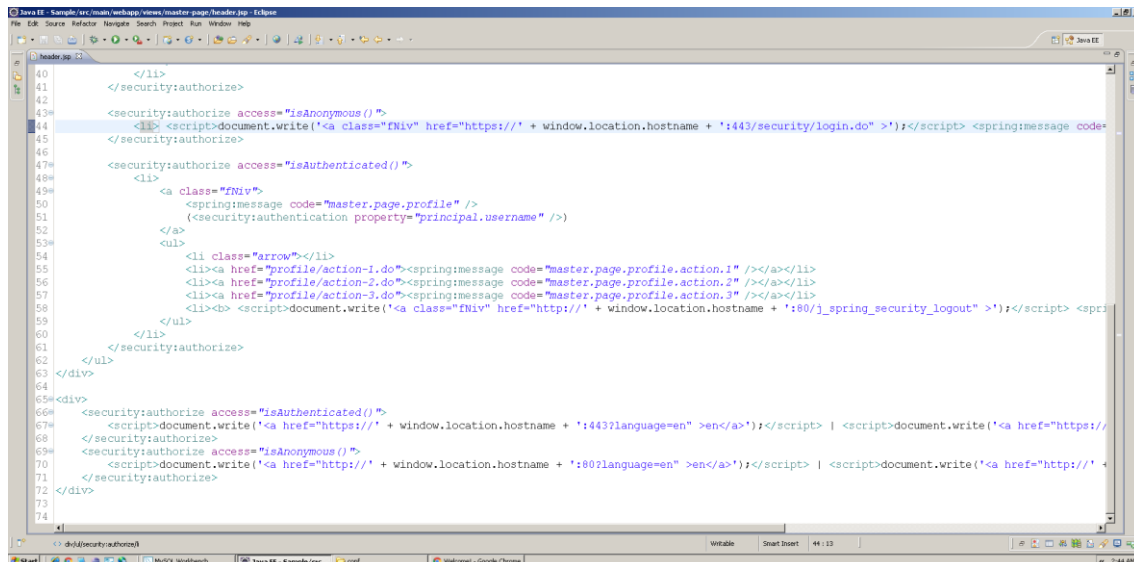 Java EE - Sample/src/main/webapp/views/master-page/header.jsp - Eclipse
File Edit Source Refactor Navigate Search Project Run Window Help
Java EE
header.jsp
40 </li>
41 </security:authorize>
42
43 <security:authorize access="isAnonymous()">
44 <li> <script>document.write('<a class="fNiv" href="https://' + window.location.hostname + ':443/security/login.do" >');</script> <spring:message code=
45 </security:authorize>
46
47 <security:authorize access="isAuthenticated()">
48 <li>
49 <a class="fNiv">
50 <spring:message code="master.page.profile" />
51 (<security:authentication property="principal.username" />)
52 </a>
53 <ul>
54 <li class="arrow"></li>
55 <li><a href="profile/action-1.do"><spring:message code="master.page.profile.action.1" /></a></li>
56 <li><a href="profile/action-2.do"><spring:message code="master.page.profile.action.2" /></a></li>
57 <li><a href="profile/action-3.do"><spring:message code="master.page.profile.action.3" /></a></li>
58 <li><b> <script>document.write('<a class="fNiv" href="http://' + window.location.hostname + ':80/j_spring_security_logout" >');</script> <spri
59 </ul>
60 </li>
61 </security:authorize>
62 </ul>
63 </div>
64
65 <div>
66 <security:authorize access="isAuthenticated()">
67 <script>document.write('<a href="https://' + window.location.hostname + ':443?language=en" >en</a>');</script> | <script>document.write('<a href="https:/
68 </security:authorize>
69 <security:authorize access="isAnonymous()">
70 <script>document.write('<a href="http://' + window.location.hostname + ':80?language=en" >en</a>');</script> | <script>document.write('<a href="http://' +
71 </security:authorize>
72 </div>
73
74
div/ul/security:authorize/li Writable Smart Insert 44 : 13
Start MySQL Workbench Java EE - Sample/src... conf Welcome! - Google Chrome 7:44 AM